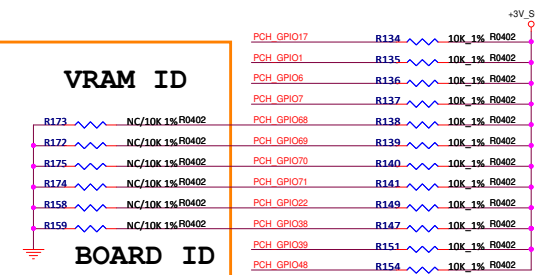 +3V_S
PCH_GPIO17 R134 10K_1% R0402
PCH_GPIO1 R135 10K_1% R0402
VRAM ID
PCH_GPIO6 R136 10K_1% R0402
PCH_GPIO7 R137 10K_1% R0402
R173 NC/10K 1% R0402 PCH_GPIO68 R138 10K_1% R0402
R172 NC/10K 1% R0402 PCH_GPIO69 R139 10K_1% R0402
R175 NC/10K 1% R0402 PCH_GPIO70 R140 10K_1% R0402
R174 NC/10K 1% R0402 PCH_GPIO71 R141 10K_1% R0402
R158 NC/10K 1% R0402 PCH_GPIO22 R149 10K_1% R0402
R159 NC/10K 1% R0402 PCH_GPIO38 R147 10K_1% R0402
BOARD ID
PCH_GPIO39 R151 10K_1% R0402
PCH_GPIO48 R154 10K_1% R0402